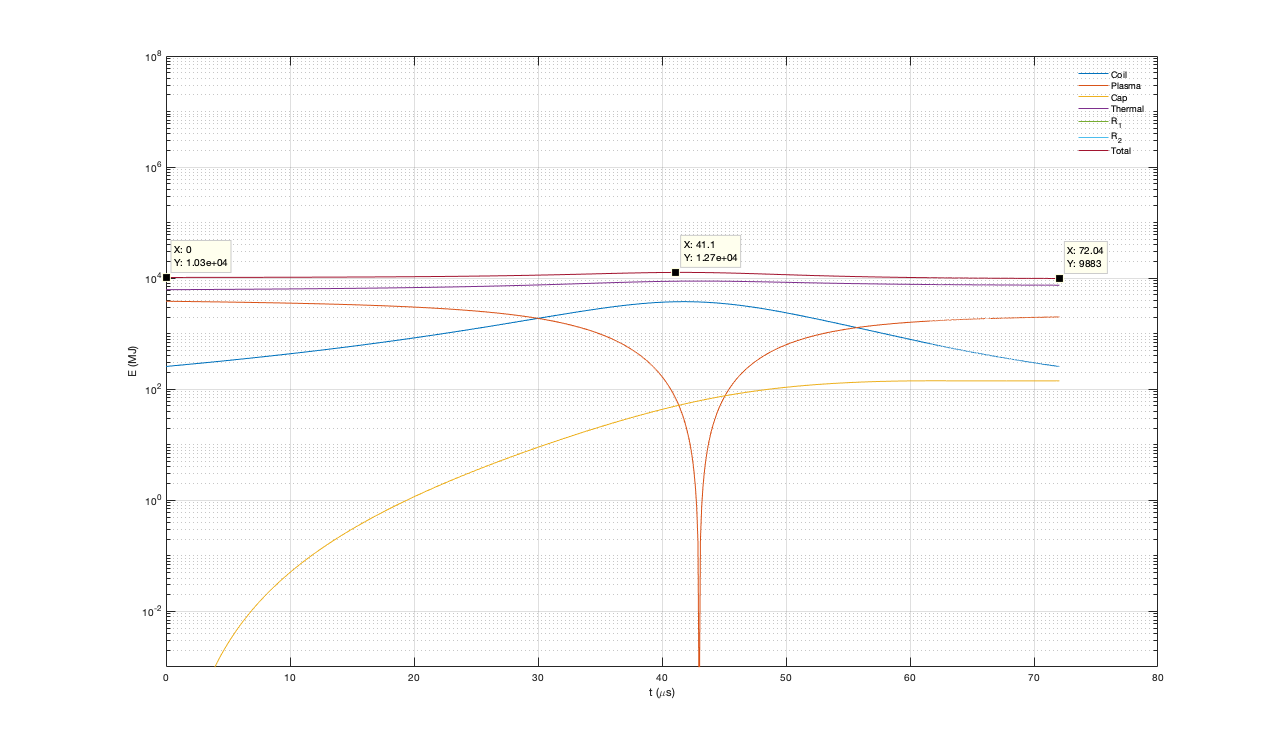 10^8
10^6
10^4
10^2
10^0
10^-2
E (MJ)
Coil
Plasma
Cap
Thermal
R_1
R_2
Total
X: 0
Y: 1.03e+04
X: 41.1
Y: 1.27e+04
X: 72.04
Y: 9883
0 10 20 30 40 50 60 70 80
t (μs)